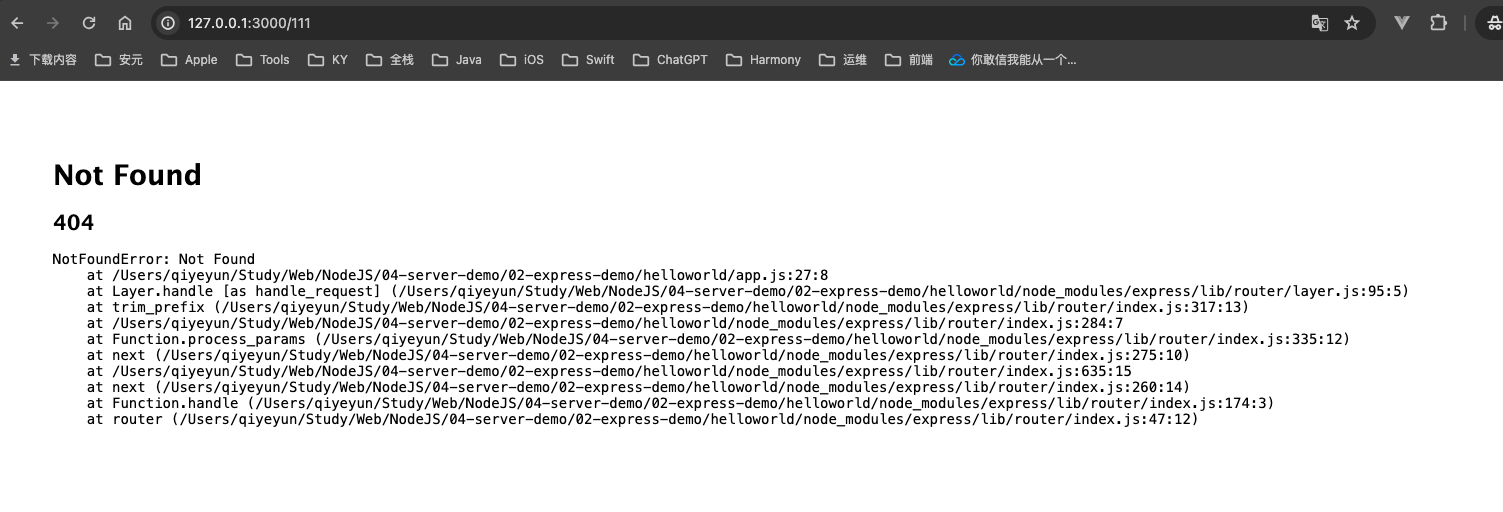 127.0.0.1:3000/111
下载内容 安元 Apple Tools KY 全栈 Java iOS Swift ChatGPT Harmony 运维 前端 你敢信我能从一个...
Not Found
404
NotFoundError: Not Found
    at /Users/qiyeyun/Study/Web/NodeJS/04-server-demo/02-express-demo/helloworld/app.js:27:8
    at Layer.handle [as handle_request] (/Users/qiyeyun/Study/Web/NodeJS/04-server-demo/02-express-demo/helloworld/node_modules/express/lib/router/layer.js:95:5)
    at trim_prefix (/Users/qiyeyun/Study/Web/NodeJS/04-server-demo/02-express-demo/helloworld/node_modules/express/lib/router/index.js:317:13)
    at /Users/qiyeyun/Study/Web/NodeJS/04-server-demo/02-express-demo/helloworld/node_modules/express/lib/router/index.js:284:7
    at Function.process_params (/Users/qiyeyun/Study/Web/NodeJS/04-server-demo/02-express-demo/helloworld/node_modules/express/lib/router/index.js:335:12)
    at next (/Users/qiyeyun/Study/Web/NodeJS/04-server-demo/02-express-demo/helloworld/node_modules/express/lib/router/index.js:275:10)
    at /Users/qiyeyun/Study/Web/NodeJS/04-server-demo/02-express-demo/helloworld/node_modules/express/lib/router/index.js:635:15
    at next (/Users/qiyeyun/Study/Web/NodeJS/04-server-demo/02-express-demo/helloworld/node_modules/express/lib/router/index.js:260:14)
    at Function.handle (/Users/qiyeyun/Study/Web/NodeJS/04-server-demo/02-express-demo/helloworld/node_modules/express/lib/router/index.js:174:3)
    at router (/Users/qiyeyun/Study/Web/NodeJS/04-server-demo/02-express-demo/helloworld/node_modules/express/lib/router/index.js:47:12)